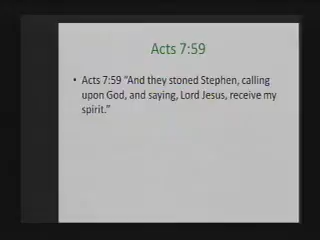 Acts 7:59
• Acts 7:59 “And they stoned Stephen, calling
upon God, and saying, Lord Jesus, receive my
spirit.”